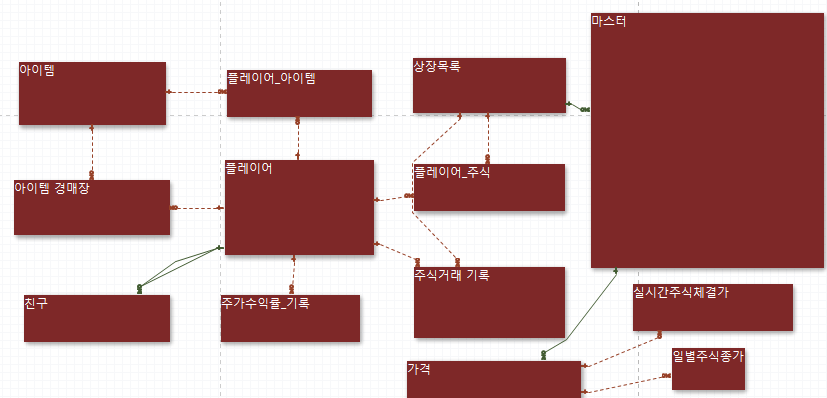 마스터
아이템
플레이어_아이템
상장목록
플레이어
플레이어_주식
아이템 경매장
주식거래 기록
친구
주가수익률_기록
실시간주식체결가
일별주식종가
가격